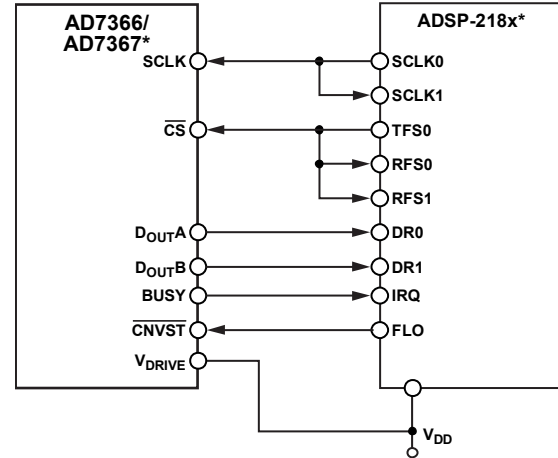 AD7366/
AD7367*
ADSP-218x*
SCLK
SCLK0
SCLK1
CS
TFS0
RFS0
RFS1
DOUTA
DR0
DOUTB
DR1
BUSY
IRQ
CNVST
FLO
VDRIVE
VDD